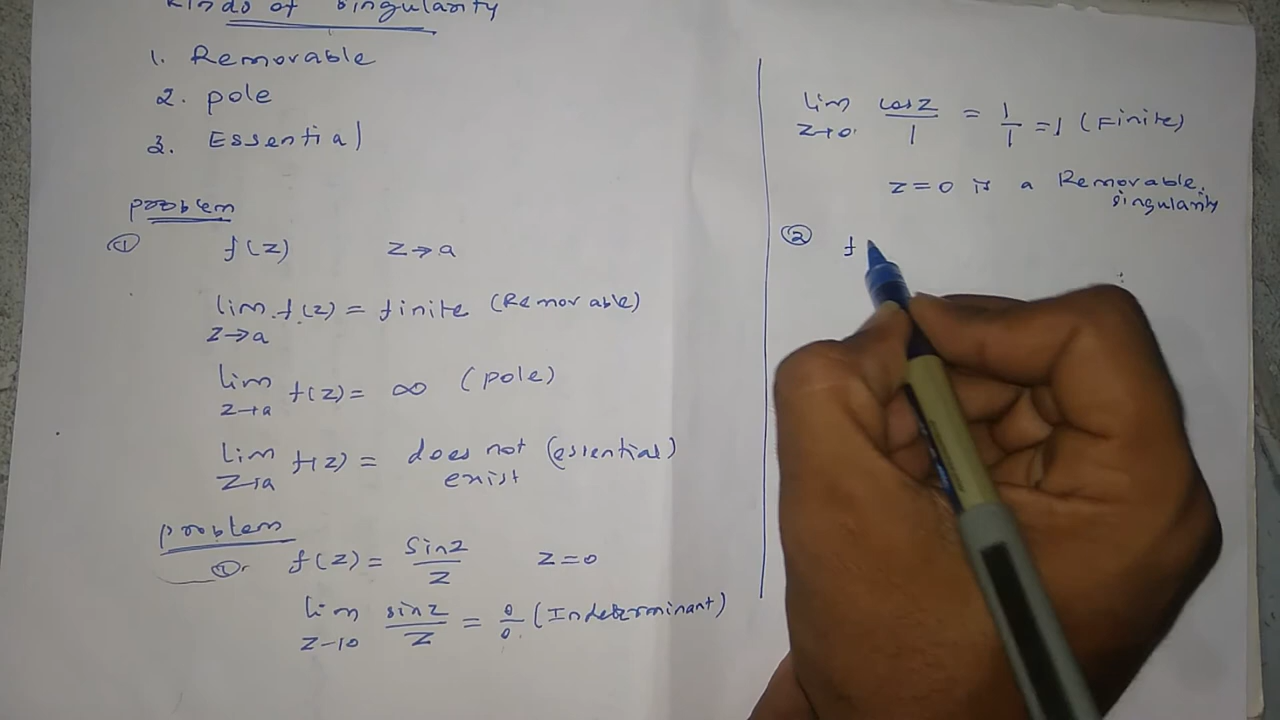 Kinds of singularity
1. Removable
2. pole
3. Essential
problem
① f(z) z→a
lim f(z) = finite (Removable)
z→a
lim f(z) = ∞ (pole)
z→a
lim f(z) = does not (essential)
z→a exist
problem
①. f(z) = sinz/z z=0
lim sinz/z = 0/0. (Indeterminant)
z→0
lim cosz/1 = 1/1 = 1 (Finite)
z→0
z=0 is a Removable.
singularity
② f